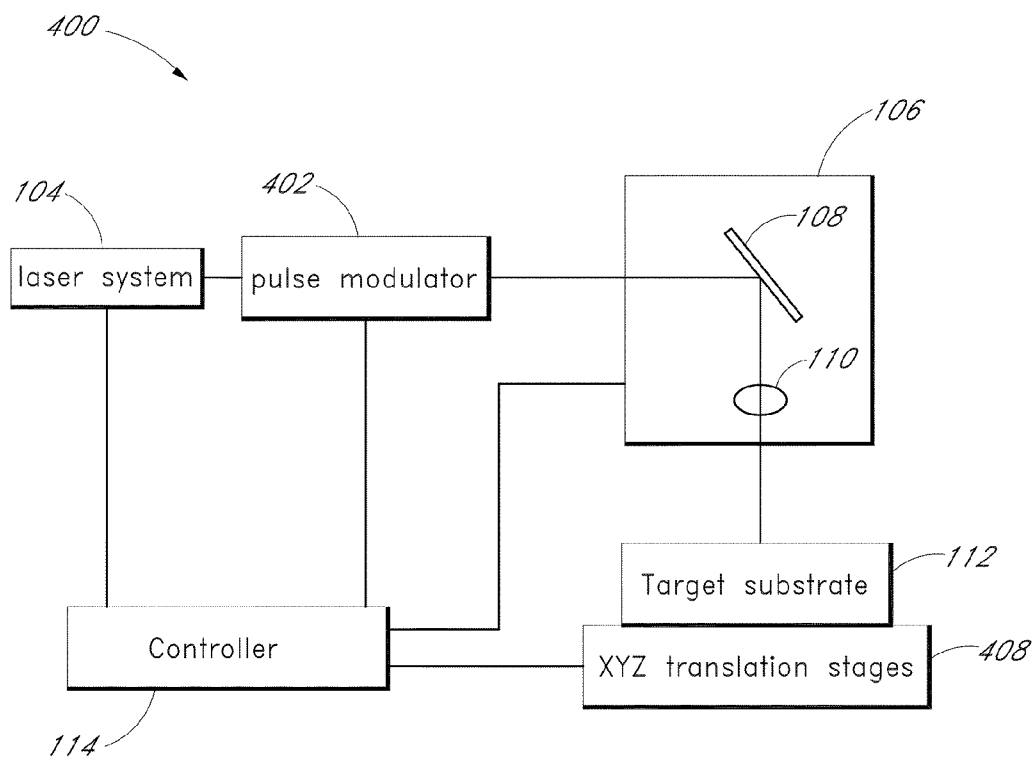 400
106
104
402
108
laser system
pulse modulator
110
112
Target substrate
Controller
XYZ translation stages
408
114